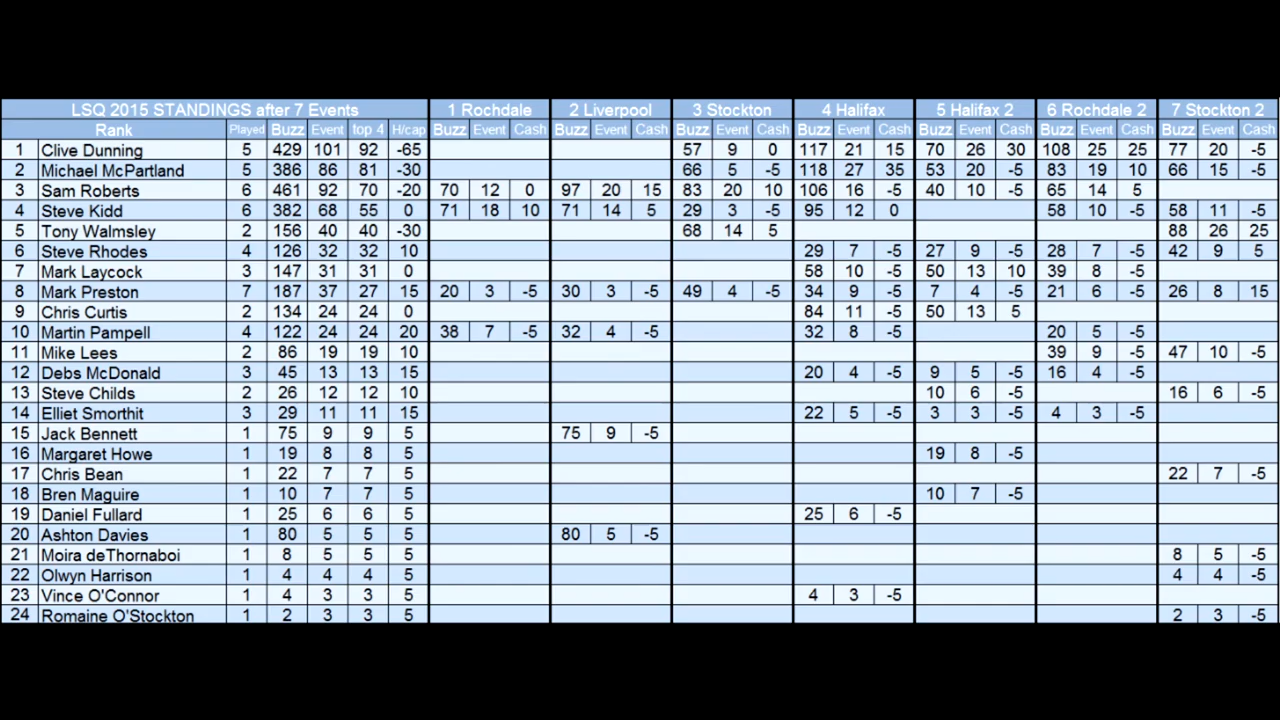 LSQ 2015 STANDINGS after 7 Events 1 Rochdale 2 Liverpool 3 Stockton 4 Halifax 5 Halifax 2 6 Rochdale 2 7 Stockton 2
Rank Played Buzz Event top 4 H/cap Buzz Event Cash Buzz Event Cash Buzz Event Cash Buzz Event Cash Buzz Event Cash Buzz Event Cash Buzz Event Cash
1 Clive Dunning 5 429 101 92 -65 57 9 0 117 21 15 70 26 30 108 25 25 77 20 -5
2 Michael McPartland 5 386 86 81 -30 66 5 -5 118 27 35 53 20 -5 83 19 10 66 15 -5
3 Sam Roberts 6 461 92 70 -20 70 12 0 97 20 15 83 20 10 106 16 -5 40 10 -5 65 14 5
4 Steve Kidd 6 382 68 55 0 71 18 10 71 14 5 29 3 -5 95 12 0 58 10 -5 58 11 -5
5 Tony Walmsley 2 156 40 40 -30 68 14 5 88 26 25
6 Steve Rhodes 4 126 32 32 10 29 7 -5 27 9 -5 28 7 -5 42 9 5
7 Mark Laycock 3 147 31 31 0 58 10 -5 50 13 10 39 8 -5
8 Mark Preston 7 187 37 27 15 20 3 -5 30 3 -5 49 4 -5 34 9 -5 7 4 -5 21 6 -5 26 8 15
9 Chris Curtis 2 134 24 24 0 84 11 -5 50 13 5
10 Martin Pampell 4 122 24 24 20 38 7 -5 32 4 -5 32 8 -5 20 5 -5
11 Mike Lees 2 86 19 19 10 39 9 -5 47 10 -5
12 Debs McDonald 3 45 13 13 15 20 4 -5 9 5 -5 16 4 -5
13 Steve Childs 2 26 12 12 10 10 6 -5 16 6 -5
14 Elliet Smorthit 3 29 11 11 15 22 5 -5 3 3 -5 4 3 -5
15 Jack Bennett 1 75 9 9 5 75 9 -5
16 Margaret Howe 1 19 8 8 5 19 8 -5
17 Chris Bean 1 22 7 7 5 22 7 -5
18 Bren Maguire 1 10 7 7 5 10 7 -5
19 Daniel Fullard 1 25 6 6 5 25 6 -5
20 Ashton Davies 1 80 5 5 5 80 5 -5
21 Moira deThornaboi 1 8 5 5 5 8 5 -5
22 Olwyn Harrison 1 4 4 4 5 4 4 -5
23 Vince O'Connor 1 4 3 3 5 4 3 -5
24 Romaine O'Stockton 1 2 3 3 5 2 3 -5